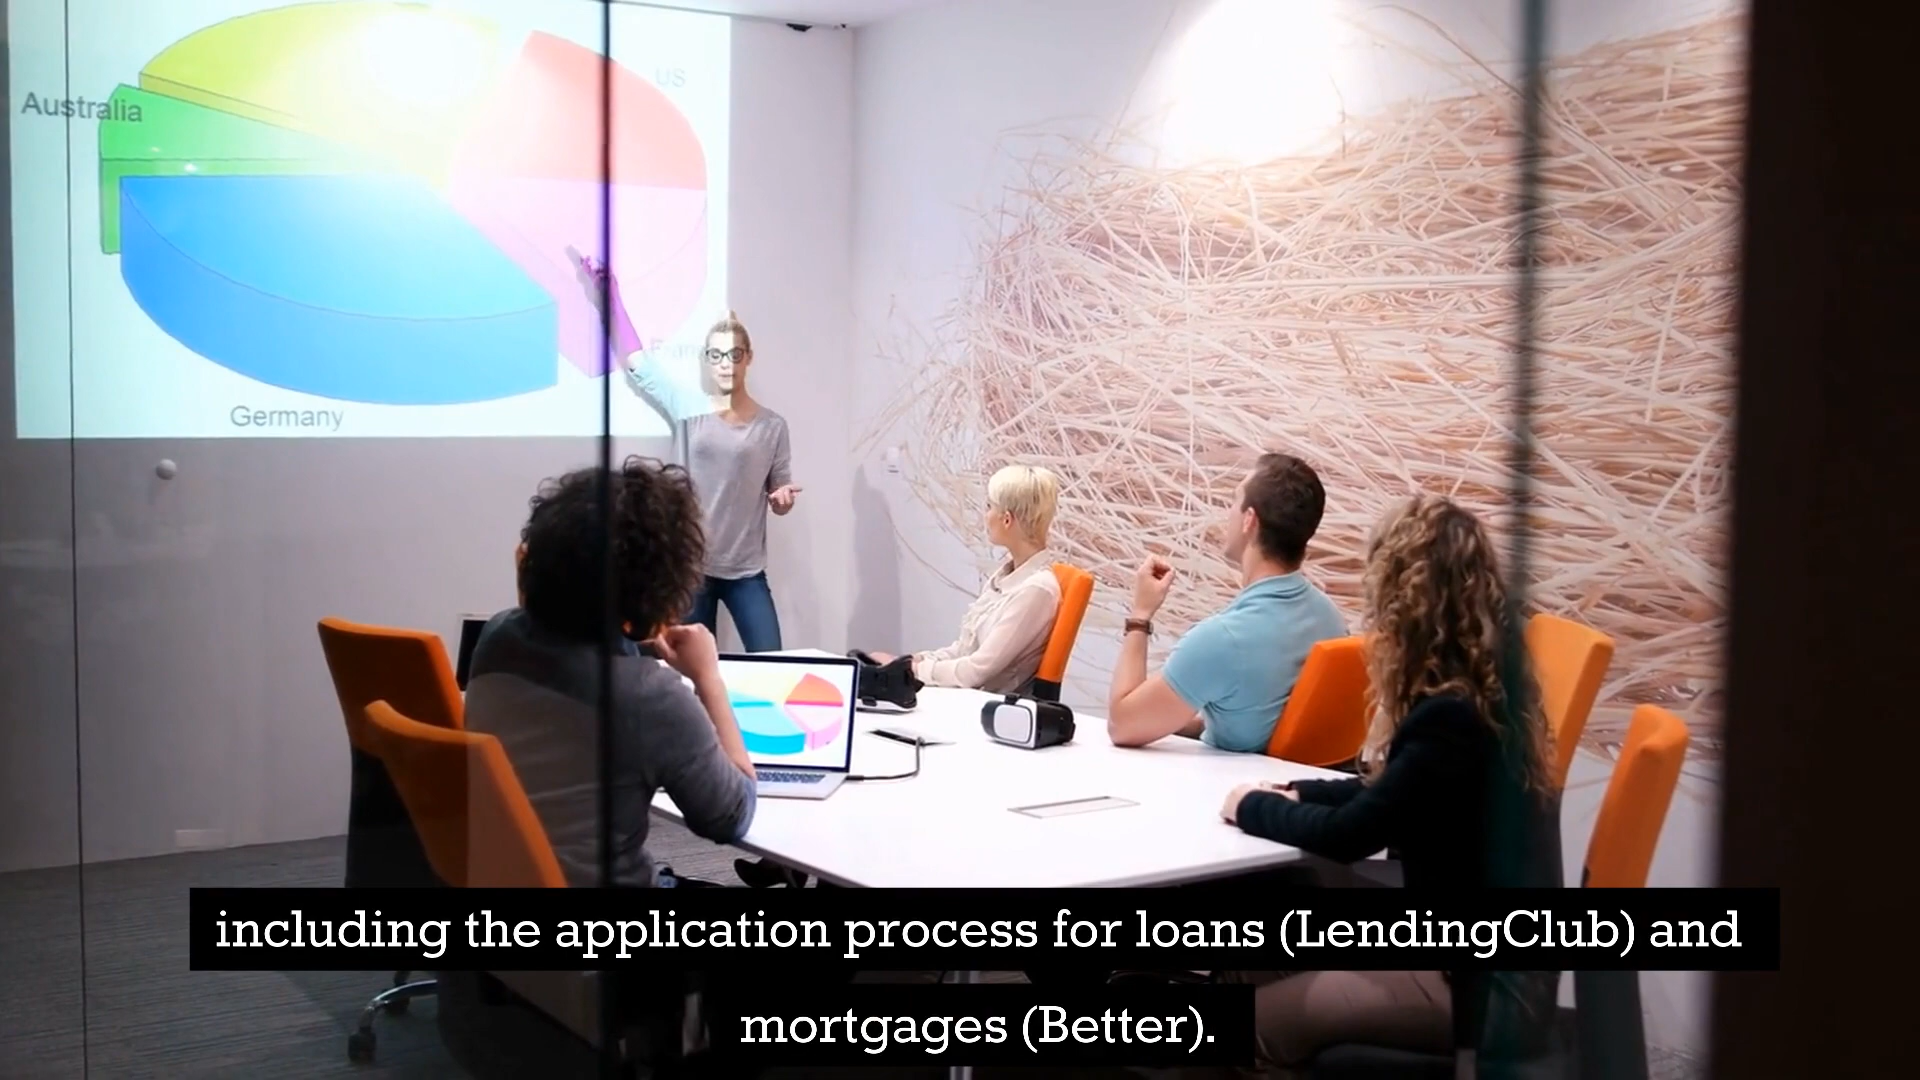 US
Australia
Germany
including the application process for loans (LendingClub) and
mortgages (Better).